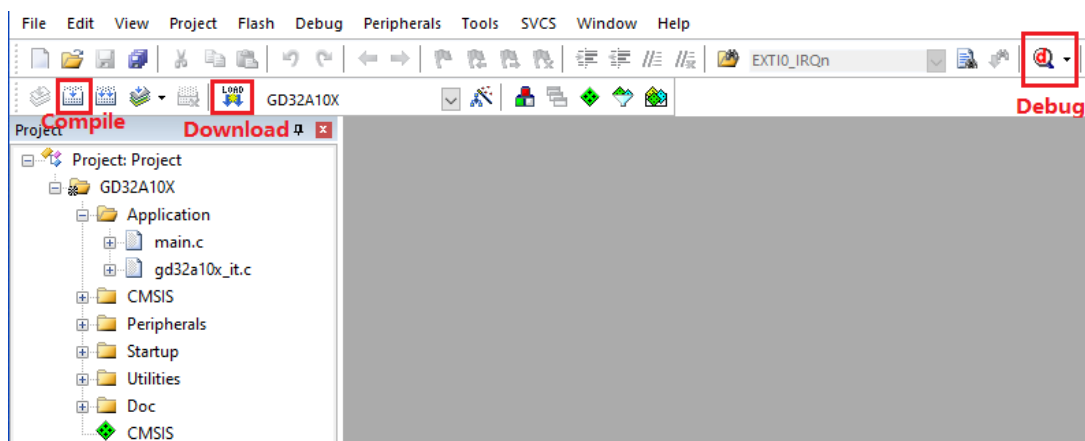 File Edit View Project Flash Debug Peripherals Tools SVCS Window Help
EXTI0_IRQn
LOAD
GD32A10X
Debug
Compile
Download
Project
Project: Project
GD32A10X
Application
main.c
gd32a10x_it.c
CMSIS
Peripherals
Startup
Utilities
Doc
CMSIS